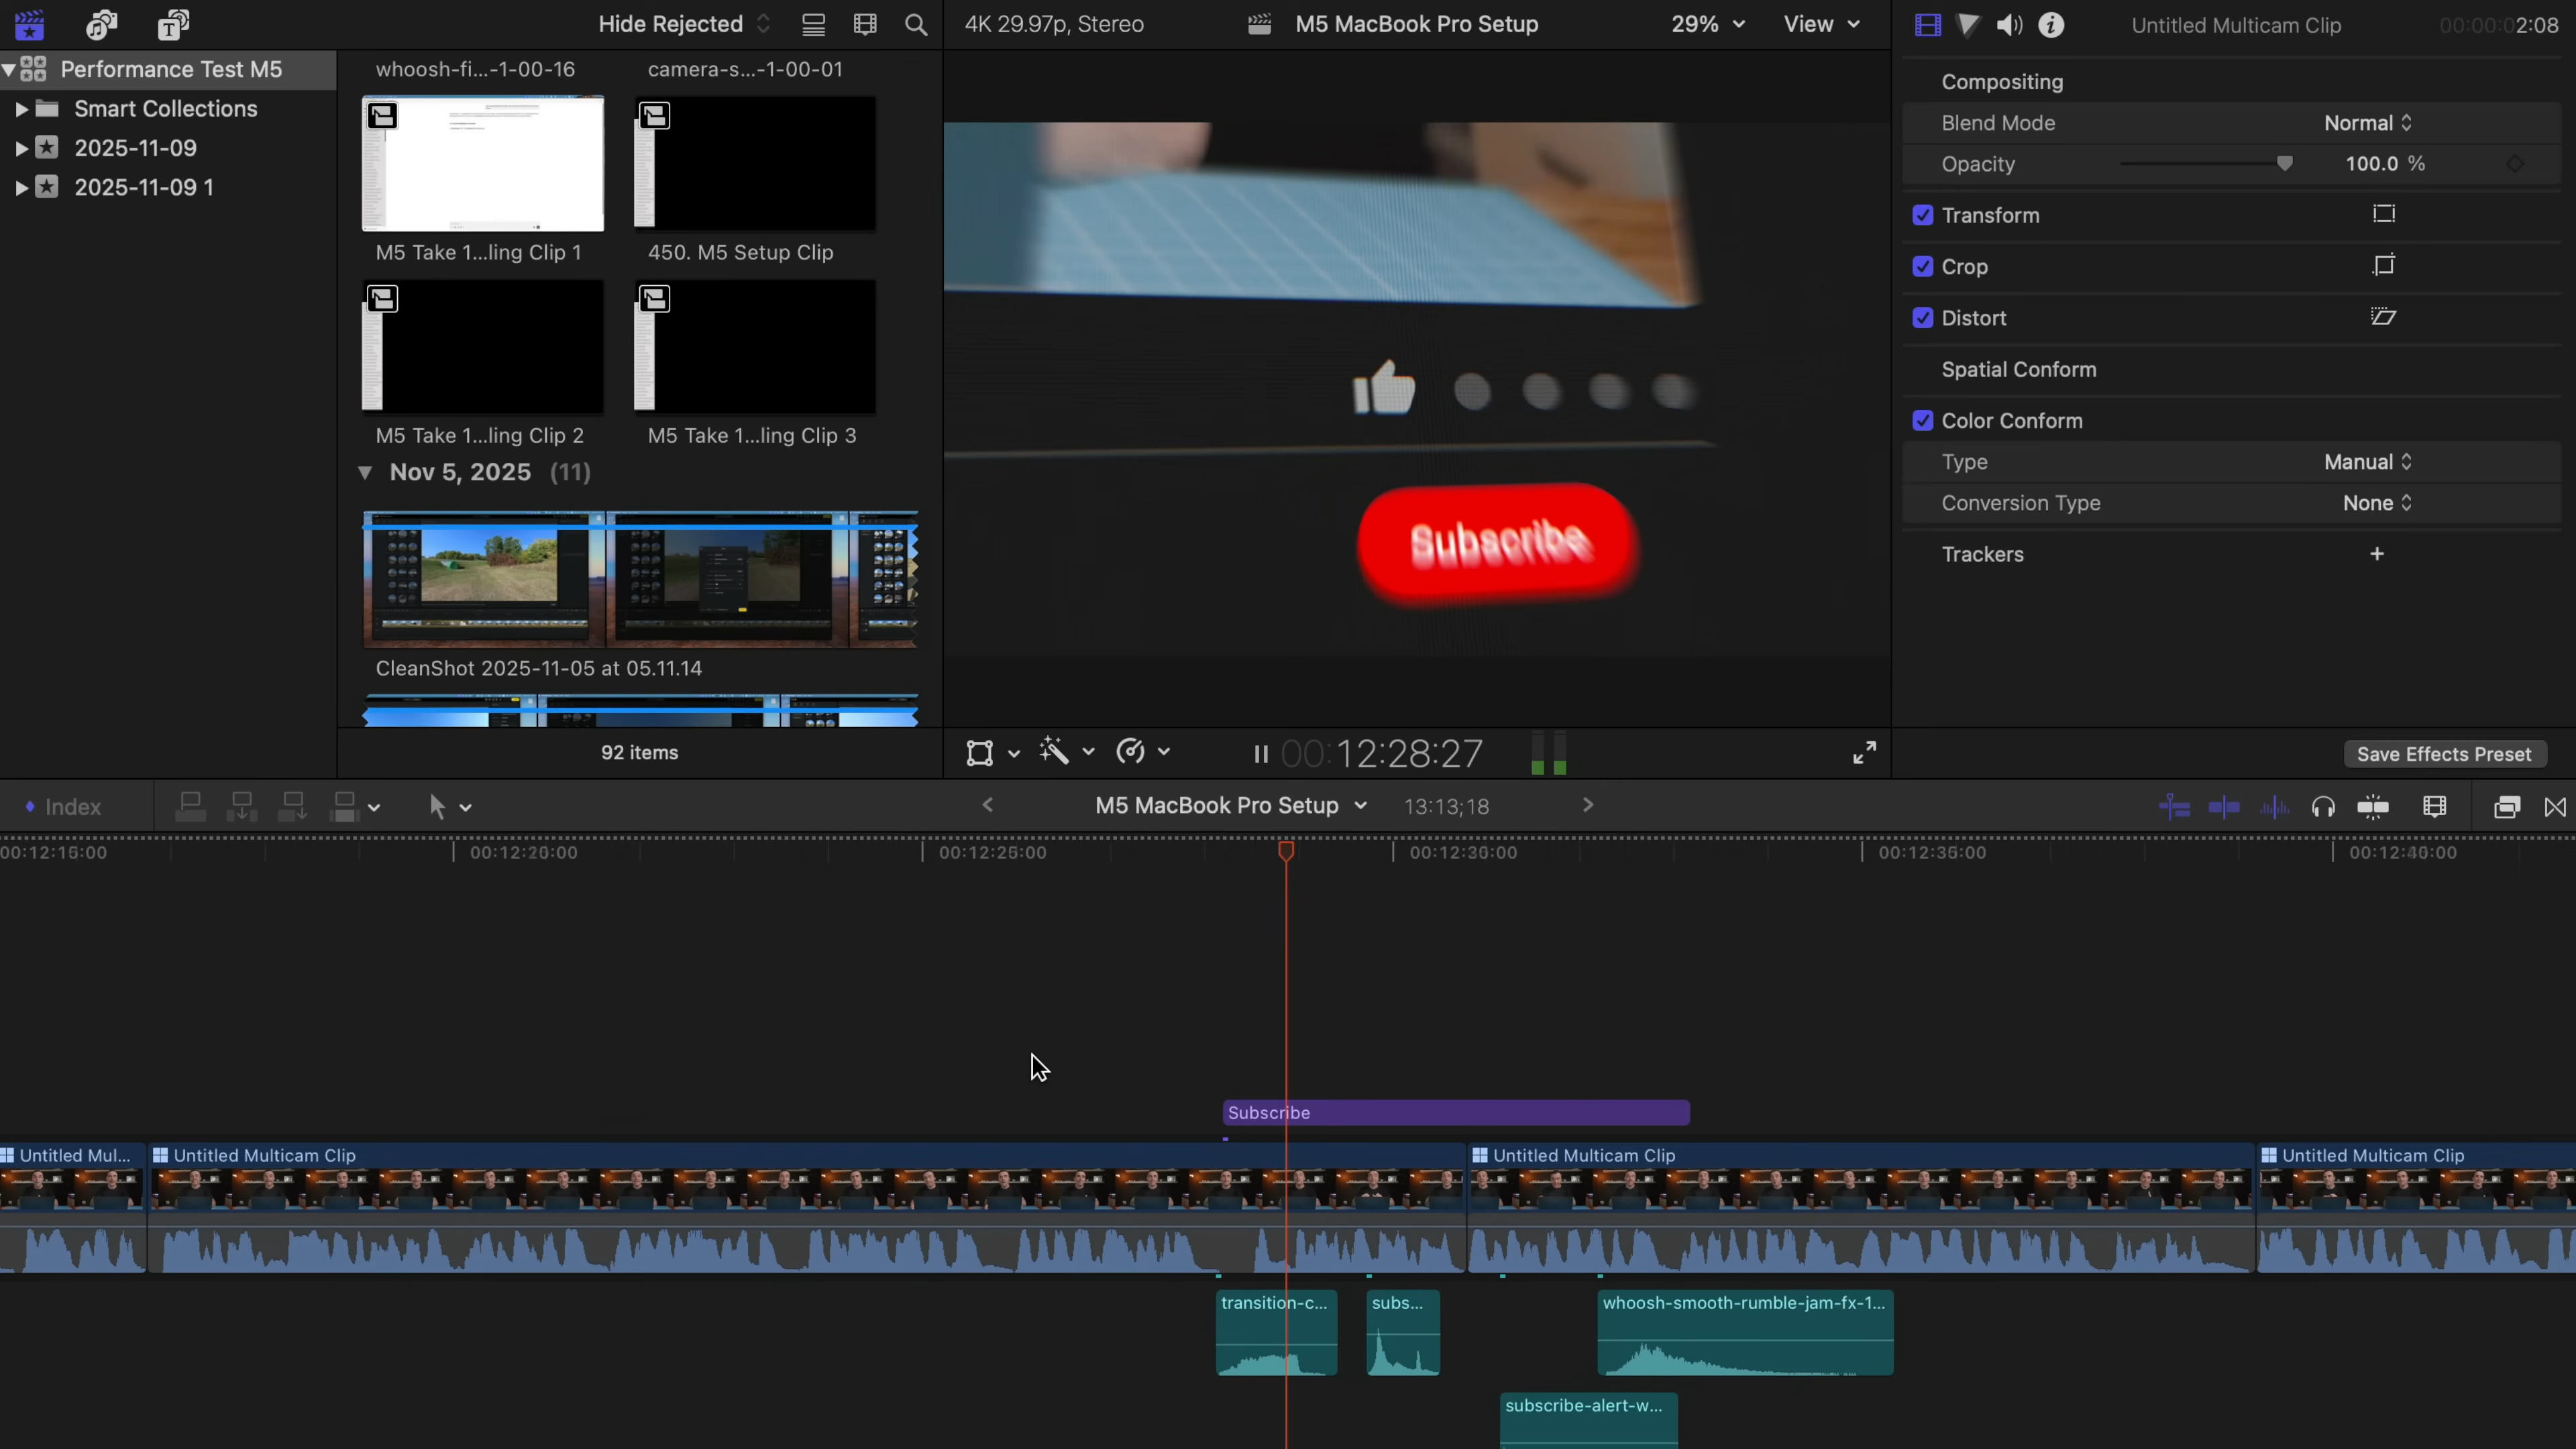 Hide Rejected
4K 29.97p, Stereo
M5 MacBook Pro Setup
29%
View
Untitled Multicam Clip
00:00:02:08
Performance Test M5
Smart Collections
2025-11-09
2025-11-09 1
whoosh-fi...-1-00-16
camera-s...-1-00-01
M5 Take 1...ling Clip 1
450. M5 Setup Clip
M5 Take 1...ling Clip 2
M5 Take 1...ling Clip 3
Nov 5, 2025 (11)
CleanShot 2025-11-05 at 05.11.14
92 items
Subscribe
00:12:28:27
Compositing
Blend Mode
Normal
Opacity
100.0 %
Transform
Crop
Distort
Spatial Conform
Color Conform
Type
Manual
Conversion Type
None
Trackers
+
Save Effects Preset
Index
M5 MacBook Pro Setup
13:13;18
00:12:15:00
00:12:20:00
00:12:25:00
00:12:30:00
00:12:35:00
00:12:40:00
Subscribe
Untitled Mul...
Untitled Multicam Clip
Untitled Multicam Clip
Untitled Multicam Clip
transition-c...
subs...
whoosh-smooth-rumble-jam-fx-1...
subscribe-alert-w...